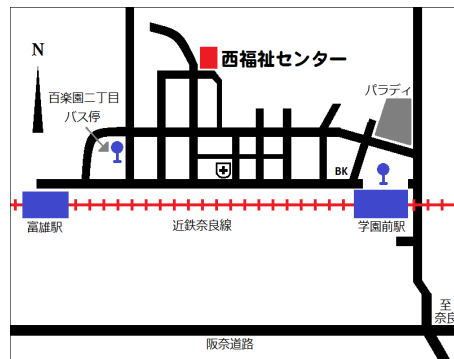 N
西福祉センター
百楽園二丁目
バス停
パラディ
BK
富雄駅
近鉄奈良線
学園前駅
至
奈良
阪奈道路